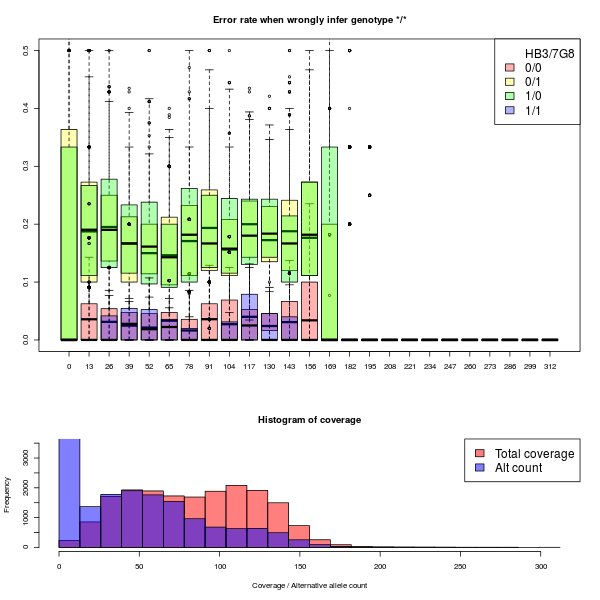 Error rate when wrongly infer genotype */*
HB3/7G8
0/0
0/1
1/0
1/1
0.5
0.4
0.3
0.2
0.1
0.0
0 13 26 39 52 65 78 91 104 117 130 143 156 169 182 195 208 221 234 247 260 273 286 299 312
Histogram of coverage
Total coverage
Alt count
Frequency
3000
2000
1000
0
0 50 100 150 200 250 300
Coverage / Alternative allele count